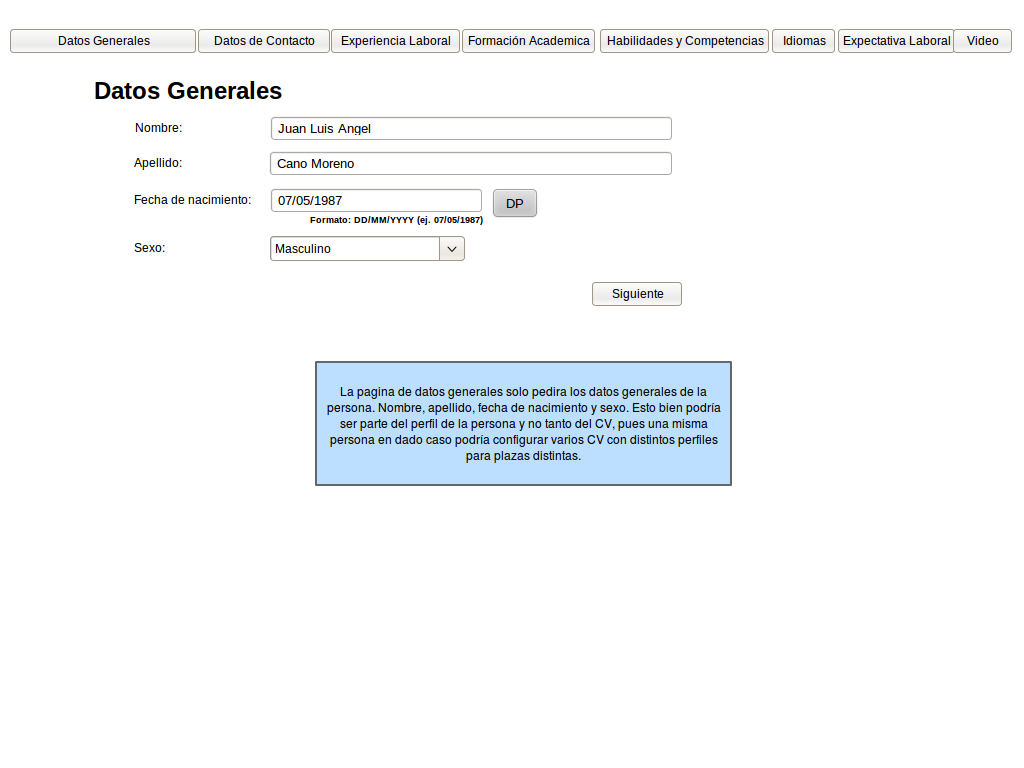 Datos Generales
Datos de Contacto
Experiencia Laboral
Formación Academica
Habilidades y Competencias
Idiomas
Expectativa Laboral
Video
Datos Generales
Nombre:
Juan Luis Angel
Apellido:
Cano Moreno
Fecha de nacimiento:
07/05/1987
DP
Formato: DD/MM/YYYY (ej. 07/05/1987)
Sexo:
Masculino
Siguiente
La pagina de datos generales solo pedira los datos generales de la
persona. Nombre, apellido, fecha de nacimiento y sexo. Esto bien podría
ser parte del perfil de la persona y no tanto del CV, pues una misma
persona en dado caso podría configurar varios CV con distintos perfiles
para plazas distintas.